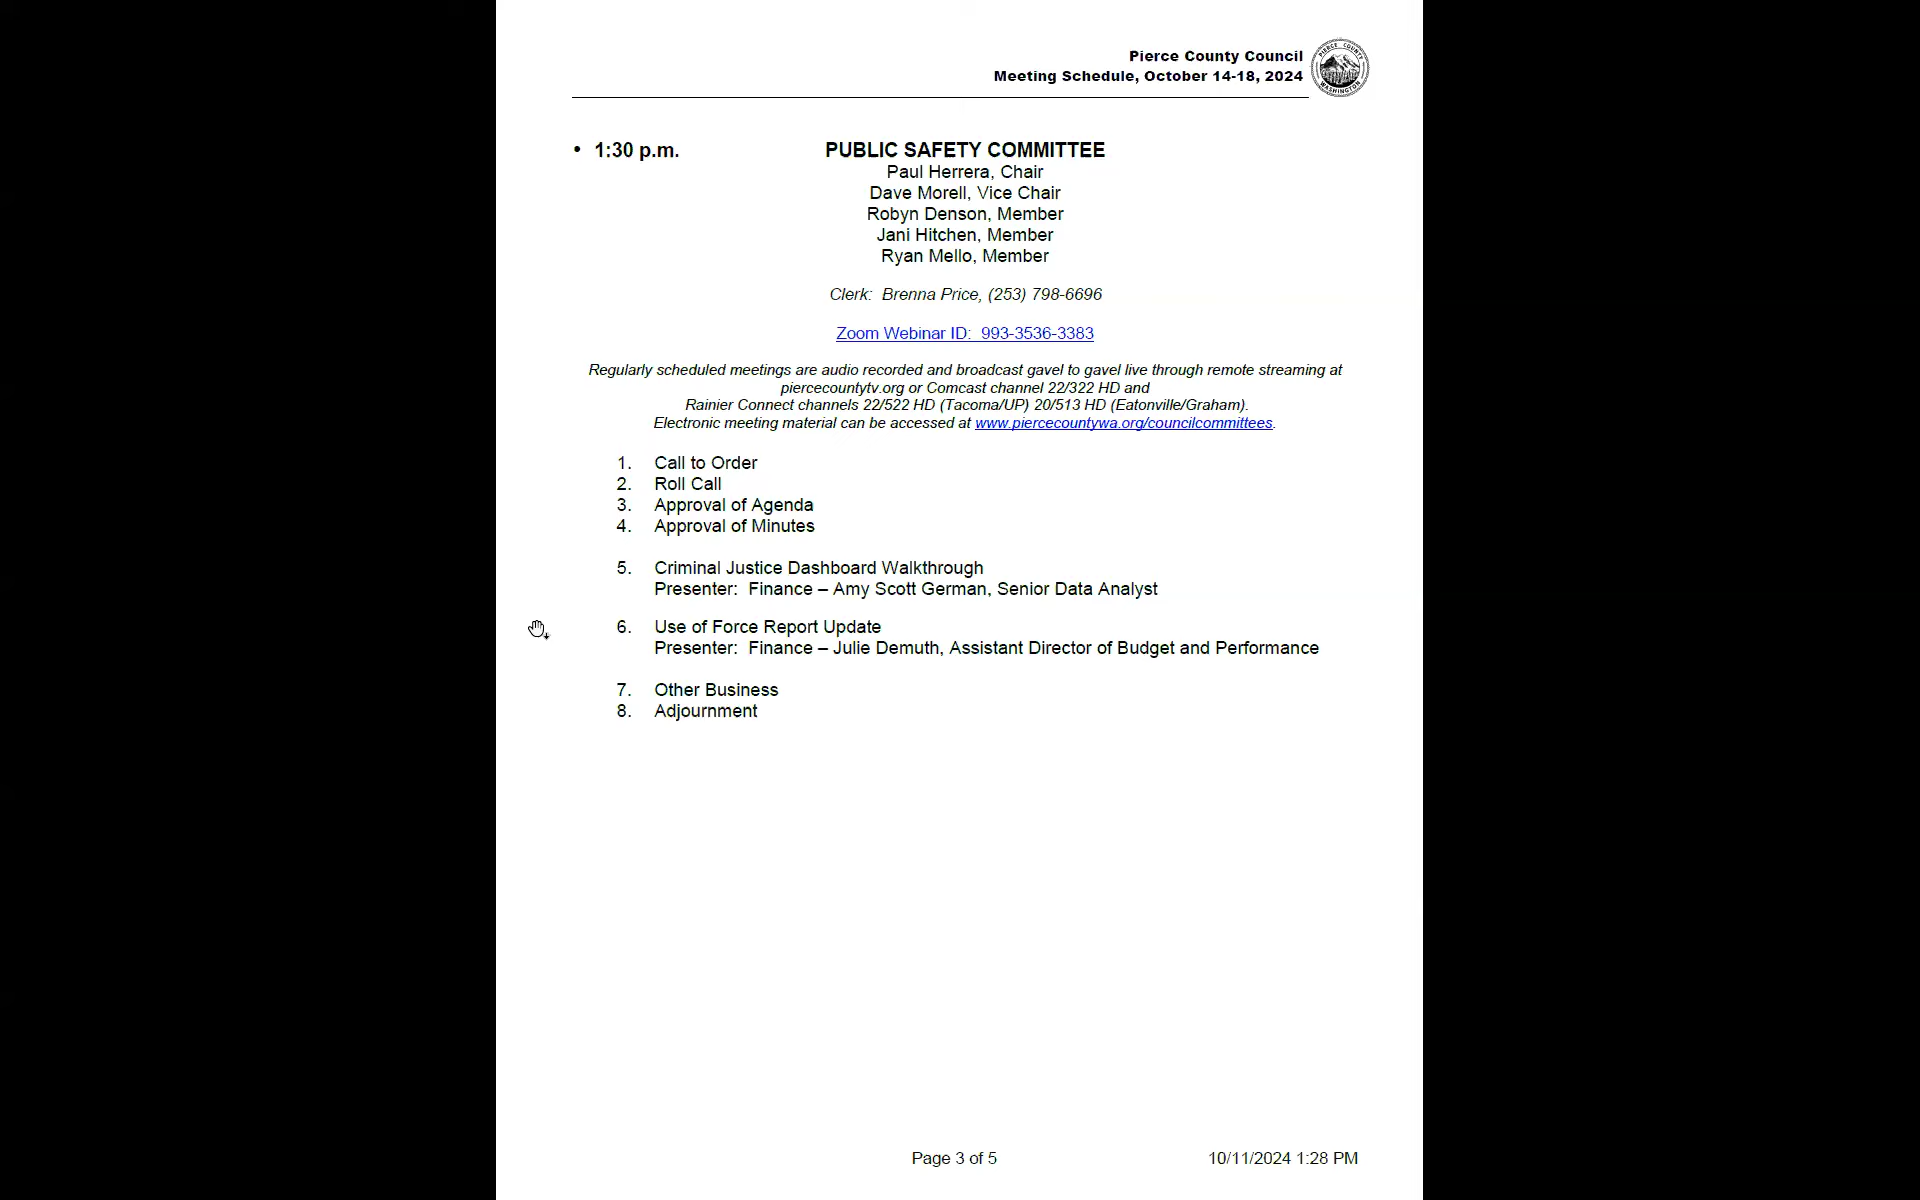 Pierce County Council
Meeting Schedule, October 14-18, 2024
PIERCE COUNTY
WASHINGTON
• 1:30 p.m.
PUBLIC SAFETY COMMITTEE
Paul Herrera, Chair
Dave Morell, Vice Chair
Robyn Denson, Member
Jani Hitchen, Member
Ryan Mello, Member
Clerk: Brenna Price, (253) 798-6696
Zoom Webinar ID: 993-3536-3383
Regularly scheduled meetings are audio recorded and broadcast gavel to gavel live through remote streaming at
piercecountytv.org or Comcast channel 22/322 HD and
Rainier Connect channels 22/522 HD (Tacoma/UP) 20/513 HD (Eatonville/Graham).
Electronic meeting material can be accessed at www.piercecountywa.org/councilcommittees.
1. Call to Order
2. Roll Call
3. Approval of Agenda
4. Approval of Minutes
5. Criminal Justice Dashboard Walkthrough
Presenter: Finance – Amy Scott German, Senior Data Analyst
6. Use of Force Report Update
Presenter: Finance – Julie Demuth, Assistant Director of Budget and Performance
7. Other Business
8. Adjournment
Page 3 of 5
10/11/2024 1:28 PM